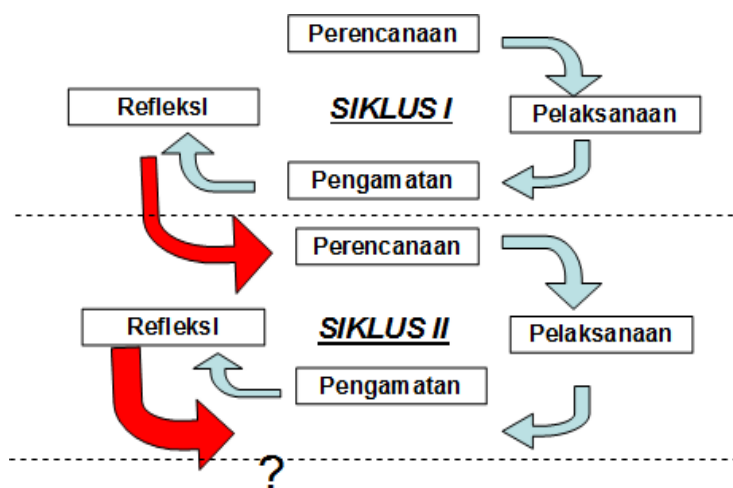 Perencanaan
Refleksi
SIKLUS I
Pelaksanaan
Pengamatan
Perencanaan
Refleksi
SIKLUS II
Pelaksanaan
Pengamatan
?